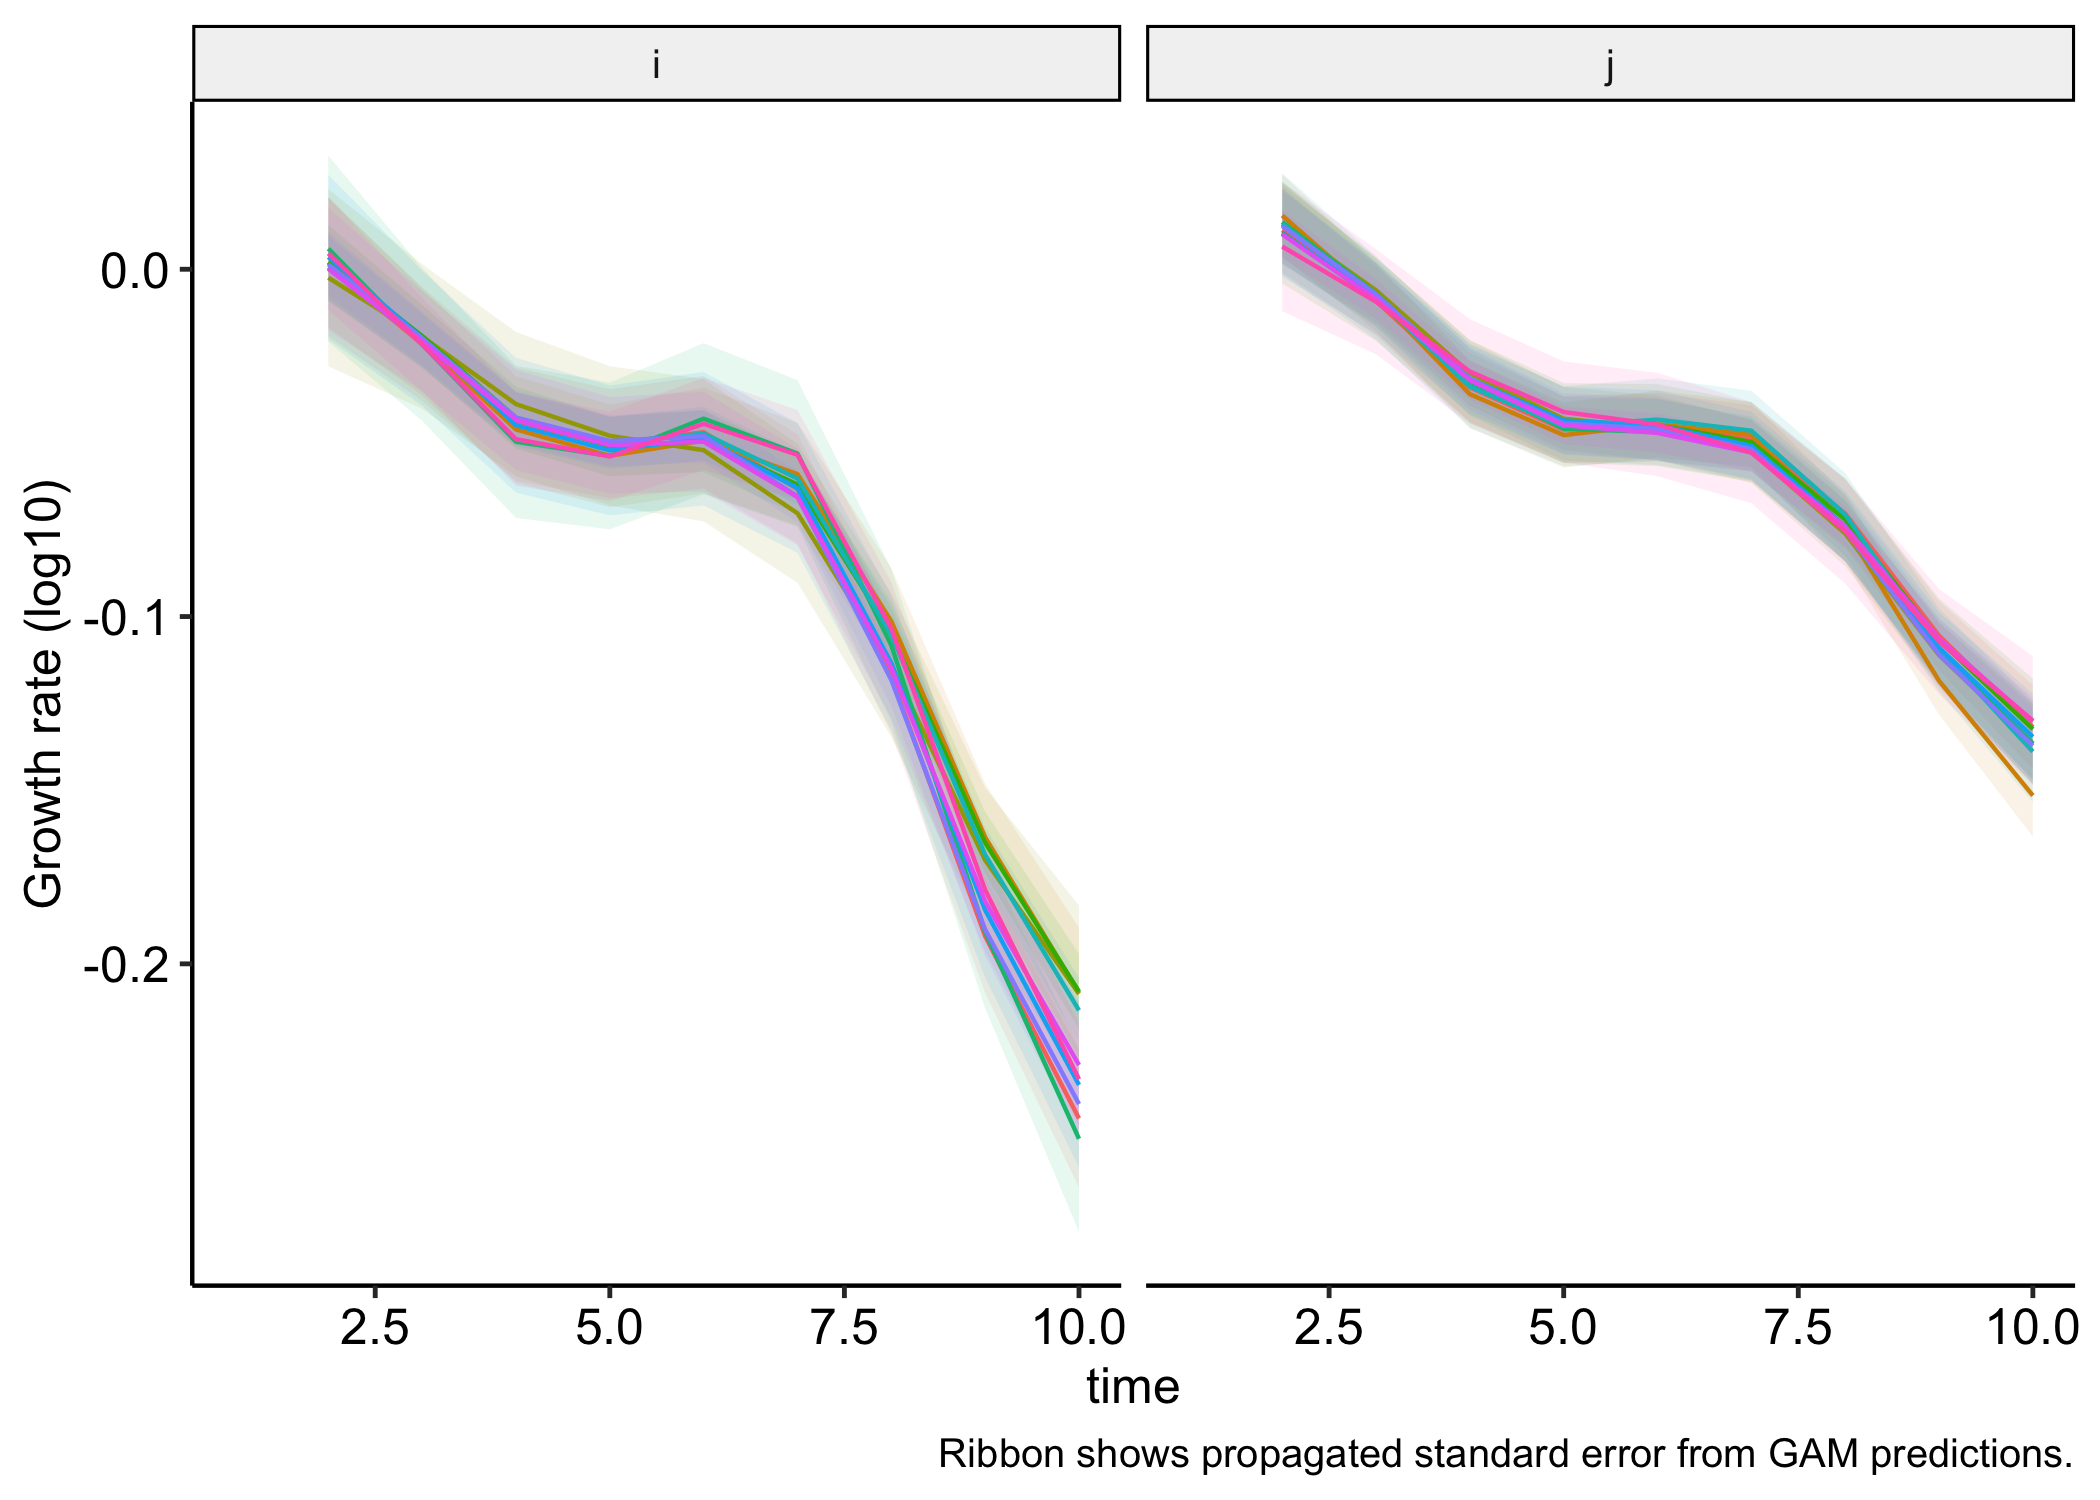 i
j
Growth rate (log10)
0.0
-0.1
-0.2
2.5 5.0 7.5 10.0
2.5 5.0 7.5 10.0
time
Ribbon shows propagated standard error from GAM predictions.